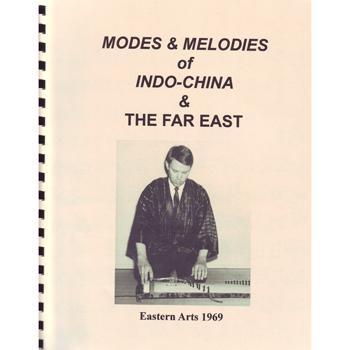 MODES & MELODIES
of
INDO-CHINA
&
THE FAR EAST
Eastern Arts 1969